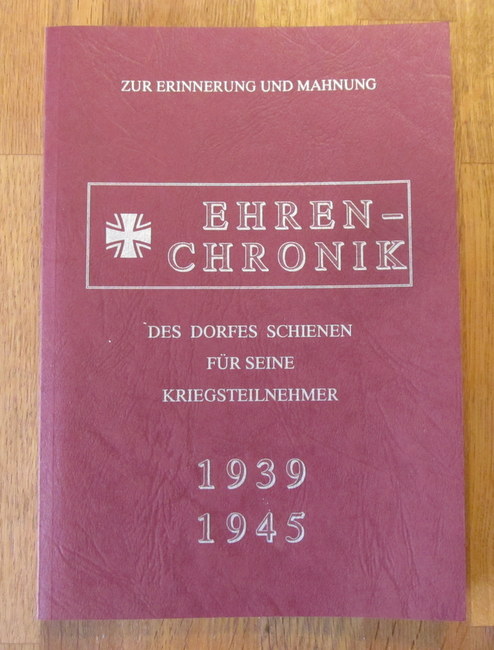 ZUR ERINNERUNG UND MAHNUNG
EHREN-
CHRONIK
DES DORFES SCHIENEN
FÜR SEINE
KRIEGSTEILNEHMER
1939
1945